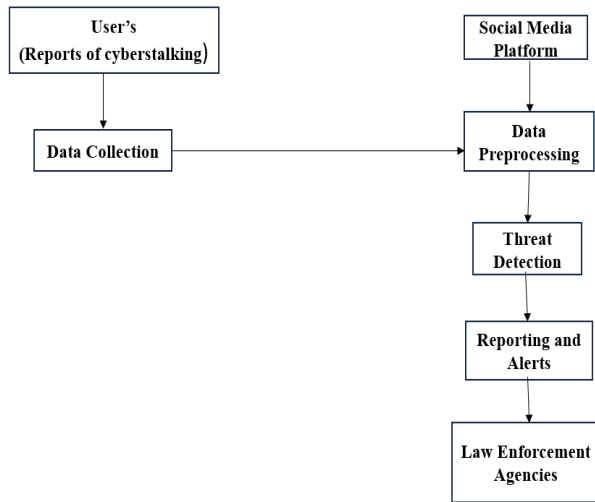 User’s
(Reports of cyberstalking)
Social Media
Platform
Data Collection
Data
Preprocessing
Threat
Detection
Reporting and
Alerts
Law Enforcement
Agencies